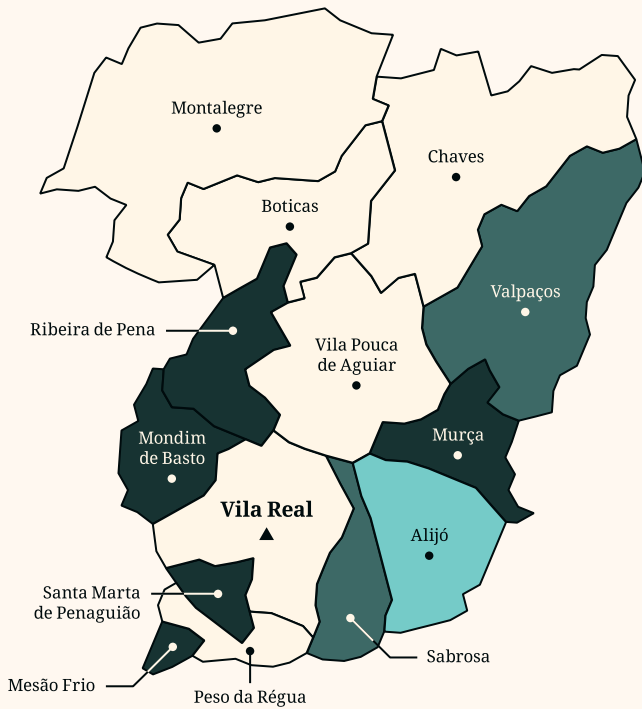 Montalegre
Chaves
Boticas
Valpaços
Ribeira de Pena
Vila Pouca
de Aguiar
Mondim
de Basto
Murça
Vila Real
Alijó
Santa Marta
de Penaguião
Sabrosa
Mesão Frio
Peso da Régua